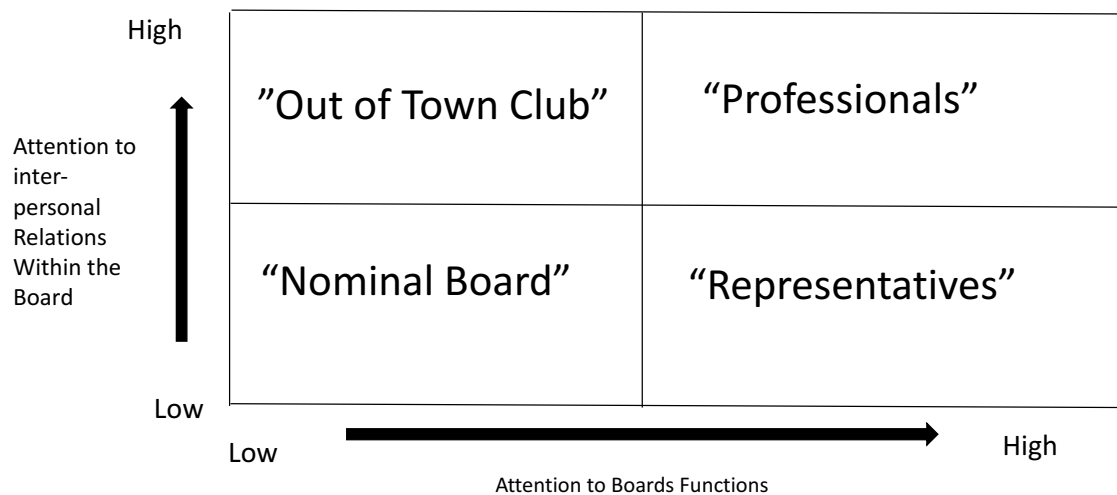 High
”Out of Town Club”
“Professionals”
Attention to
inter-
personal
Relations
Within the
Board
“Nominal Board”
“Representatives”
Low
Low
High
Attention to Boards Functions